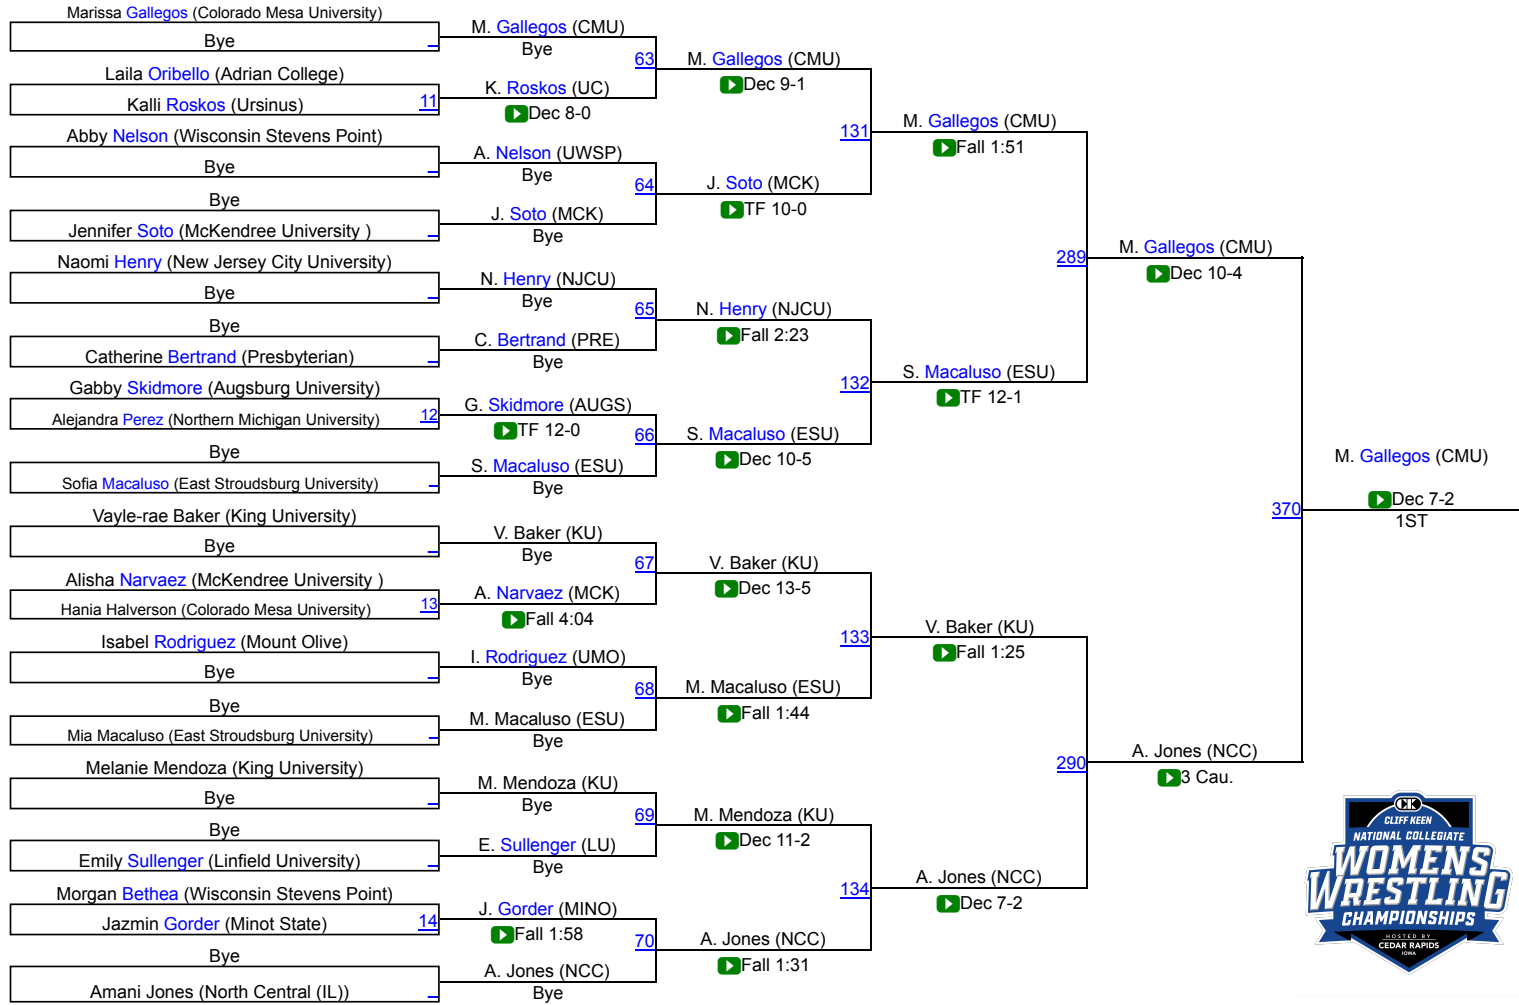 Marissa Gallegos (Colorado Mesa University)
Bye
Laila Oribello (Adrian College)
Kalli Roskos (Ursinus)
11
Abby Nelson (Wisconsin Stevens Point)
Bye
Bye
Jennifer Soto (McKendree University )
Naomi Henry (New Jersey City University)
Bye
Bye
Catherine Bertrand (Presbyterian)
Gabby Skidmore (Augsburg University)
Alejandra Perez (Northern Michigan University)
12
Bye
Sofia Macaluso (East Stroudsburg University)
Vayle-rae Baker (King University)
Bye
Alisha Narvaez (McKendree University )
Hania Halverson (Colorado Mesa University)
13
Isabel Rodriguez (Mount Olive)
Bye
Bye
Mia Macaluso (East Stroudsburg University)
Melanie Mendoza (King University)
Bye
Bye
Emily Sullenger (Linfield University)
Morgan Bethea (Wisconsin Stevens Point)
Jazmin Gorder (Minot State)
14
Bye
Amani Jones (North Central (IL))
M. Gallegos (CMU)
Bye
63
K. Roskos (UC)
Dec 8-0
A. Nelson (UWSP)
Bye
64
J. Soto (MCK)
Bye
N. Henry (NJCU)
Bye
65
C. Bertrand (PRE)
Bye
G. Skidmore (AUGS)
TF 12-0
66
S. Macaluso (ESU)
Bye
V. Baker (KU)
Bye
67
A. Narvaez (MCK)
Fall 4:04
I. Rodriguez (UMO)
Bye
68
M. Macaluso (ESU)
Bye
M. Mendoza (KU)
Bye
69
E. Sullenger (LU)
Bye
J. Gorder (MINO)
Fall 1:58
70
A. Jones (NCC)
Bye
M. Gallegos (CMU)
Dec 9-1
131
J. Soto (MCK)
TF 10-0
N. Henry (NJCU)
Fall 2:23
132
S. Macaluso (ESU)
Dec 10-5
V. Baker (KU)
Dec 13-5
133
M. Macaluso (ESU)
Fall 1:44
M. Mendoza (KU)
Dec 11-2
134
A. Jones (NCC)
Fall 1:31
M. Gallegos (CMU)
Fall 1:51
289
S. Macaluso (ESU)
TF 12-1
V. Baker (KU)
Fall 1:25
290
A. Jones (NCC)
Dec 7-2
M. Gallegos (CMU)
Dec 10-4
370
A. Jones (NCC)
3 Cau.
M. Gallegos (CMU)
Dec 7-2
1ST
CK
CLIFF KEEN
NATIONAL COLLEGIATE
WOMENS
WRESTLING
CHAMPIONSHIPS
HOSTED BY
CEDAR RAPIDS
IOWA